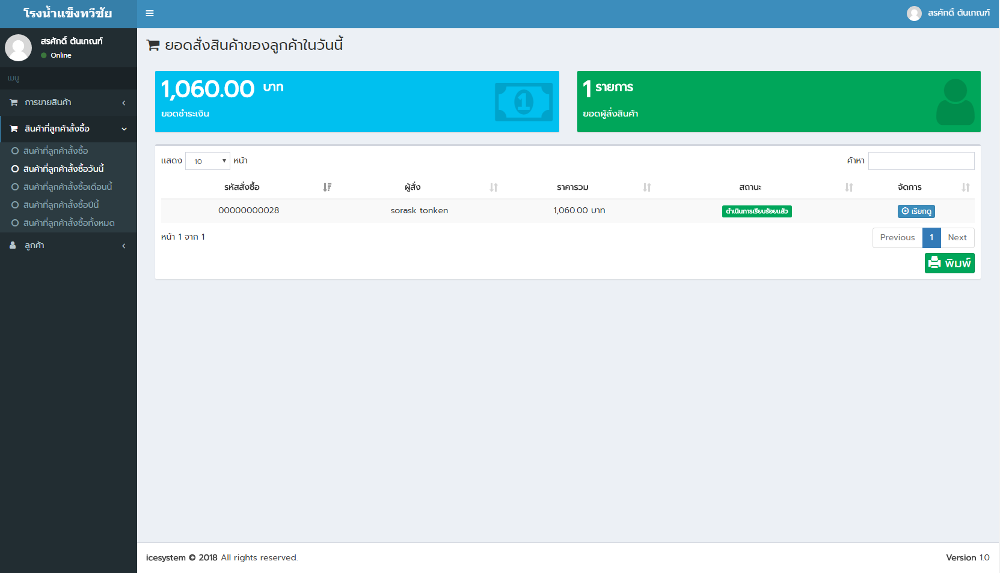 โรงน้ำแข็งทวีชัย
สรศักดิ์ ต้นเกณฑ์
สรศักดิ์ ต้นเกณฑ์
Online
เมนู
การขายสินค้า
สินค้าที่ลูกค้าสั้งซื้อ
สินค้าที่ลูกค้าสั้งซื้อ
สินค้าที่ลูกค้าสั้งซื้อวันนี้
สินค้าที่ลูกค้าสั้งซื้อเดือนนี้
สินค้าที่ลูกค้าสั้งซื้อปีนี้
สินค้าที่ลูกค้าสั้งซื้อทั้งหมด
ลูกค้า
ยอดสั่งสินค้าของลูกค้าในวันนี้
1,060.00 บาท
ยอดชำระเงิน
1 รายการ
ยอดผู้สั่งสินค้า
แสดง 10 หน้า
ค้าหา
รหัสสั่งซื้อ ผู้สั่ง ราคารวม สถานะ จัดการ
00000000028 sorask tonken 1,060.00 บาท ดำเนินการเรียบร้อยแล้ว เรียกดู
หน้า 1 จาก 1
Previous 1 Next
พิมพ์
icesystem © 2018 All rights reserved.
Version 1.0